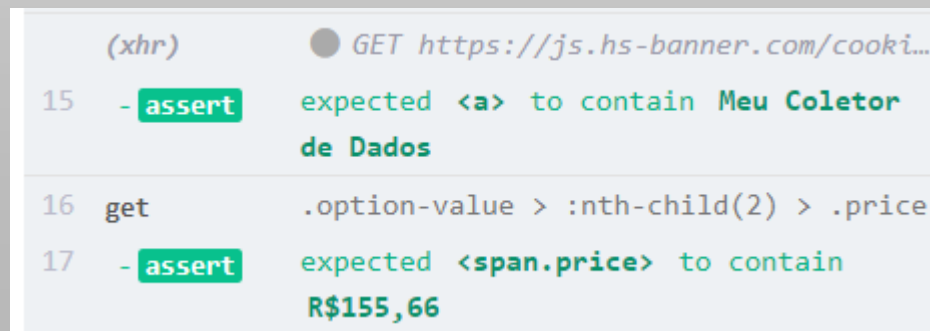 (xhr) GET https://js.hs-banner.com/cooki…
15 -assert expected <a> to contain Meu Coletor
de Dados
16 get .option-value > :nth-child(2) > .price
17 -assert expected <span.price> to contain
R$155,66